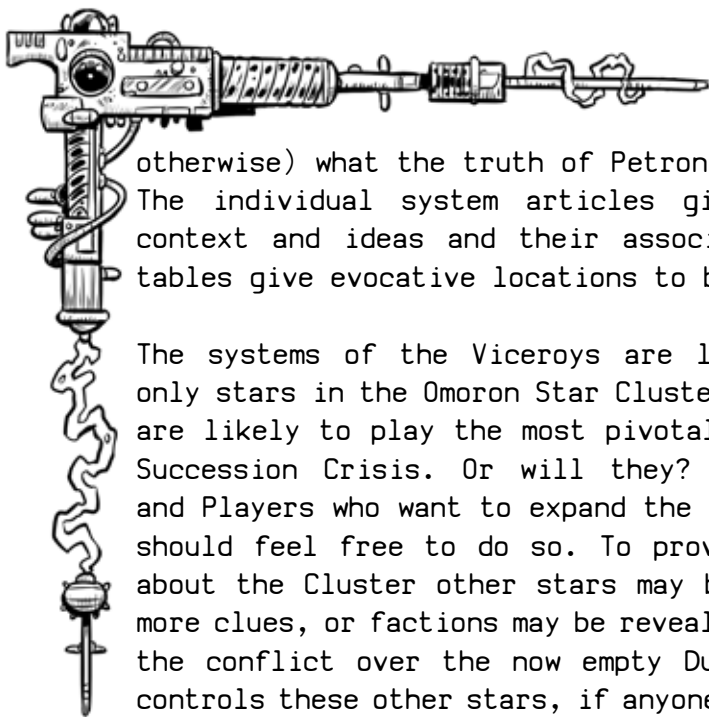 otherwise) what the truth of Petron
The individual system articles gi
context and ideas and their associ
tables give evocative locations to b
The systems of the Viceroys are l
only stars in the Omoron Star Cluste
are likely to play the most pivotal
Succession Crisis. Or will they?
and Players who want to expand the
should feel free to do so. To prov
about the Cluster other stars may b
more clues, or factions may be reveal
the conflict over the now empty Du
controls these other stars, if anyone